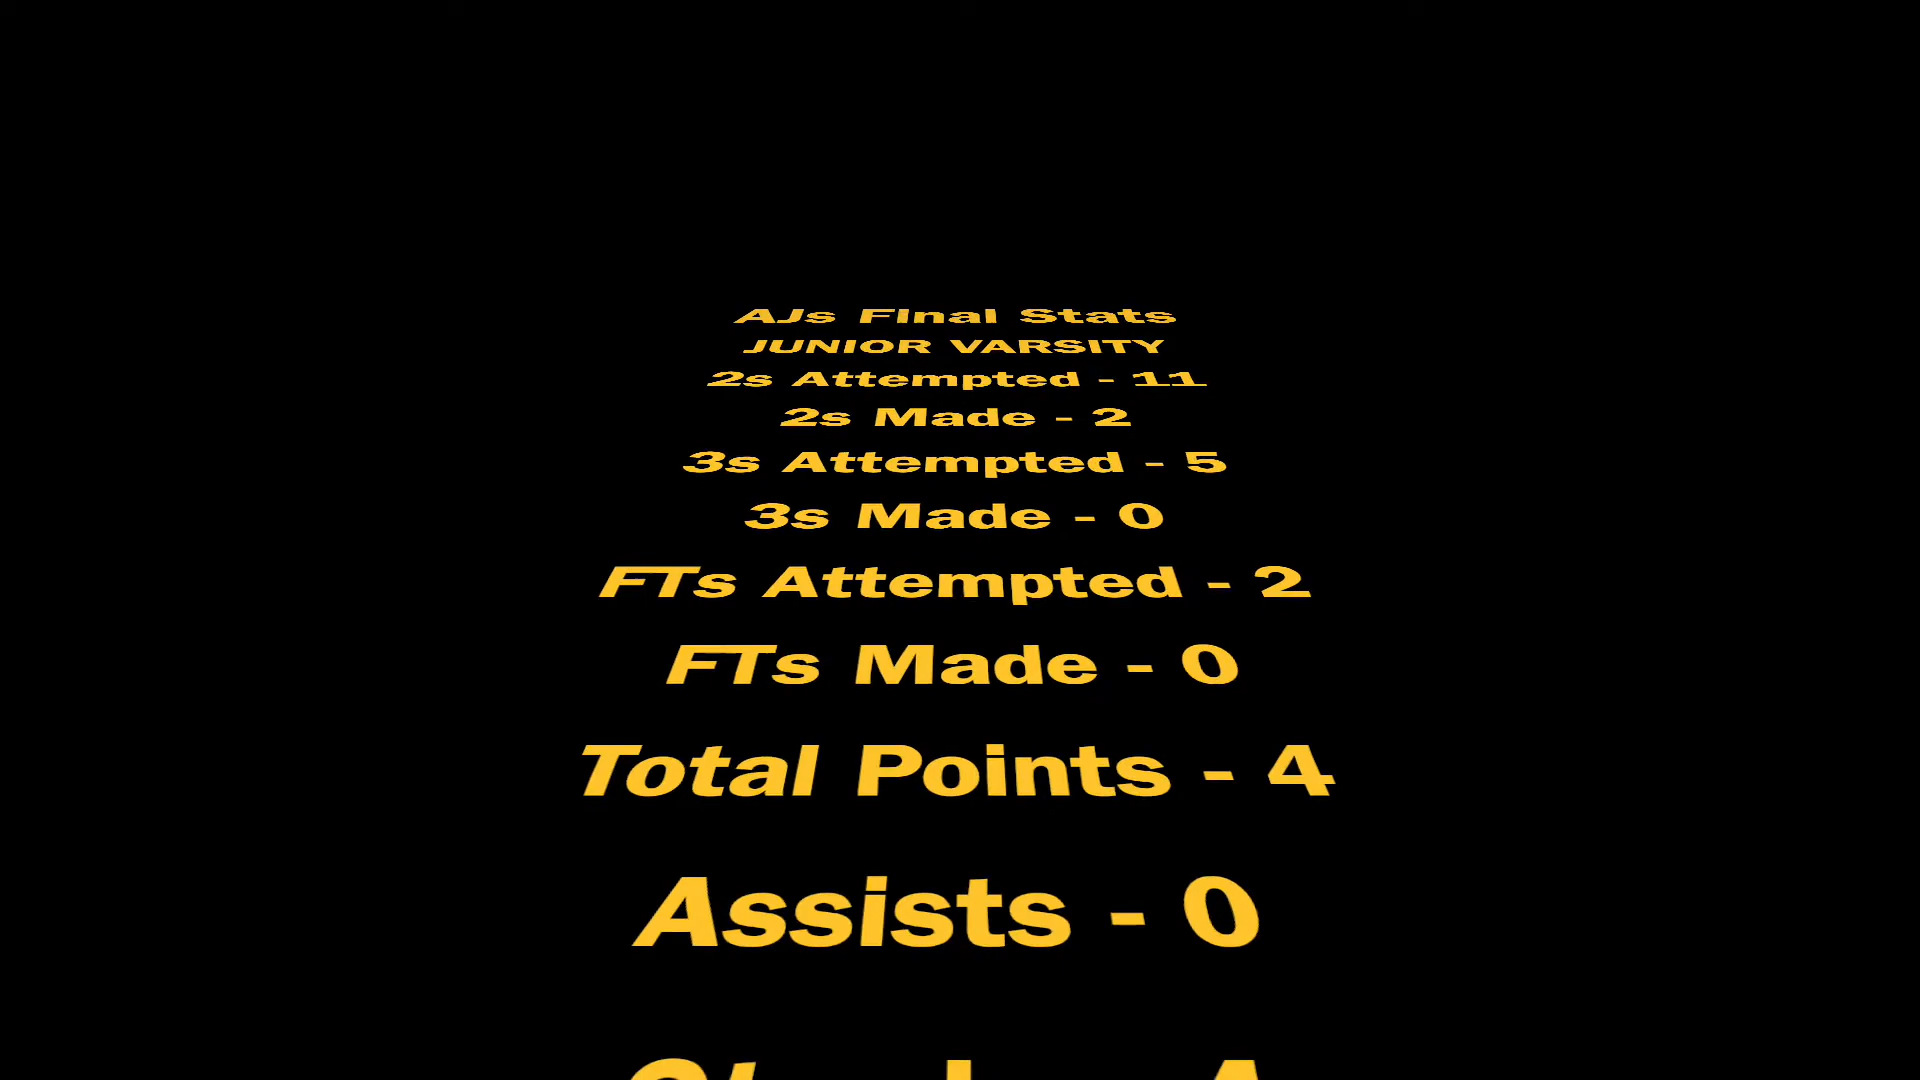 AJs Final Stats
JUNIOR VARSITY
2s Attempted - 11
2s Made - 2
3s Attempted - 5
3s Made - 0
FTs Attempted - 2
FTs Made - 0
Total Points - 4
Assists - 0